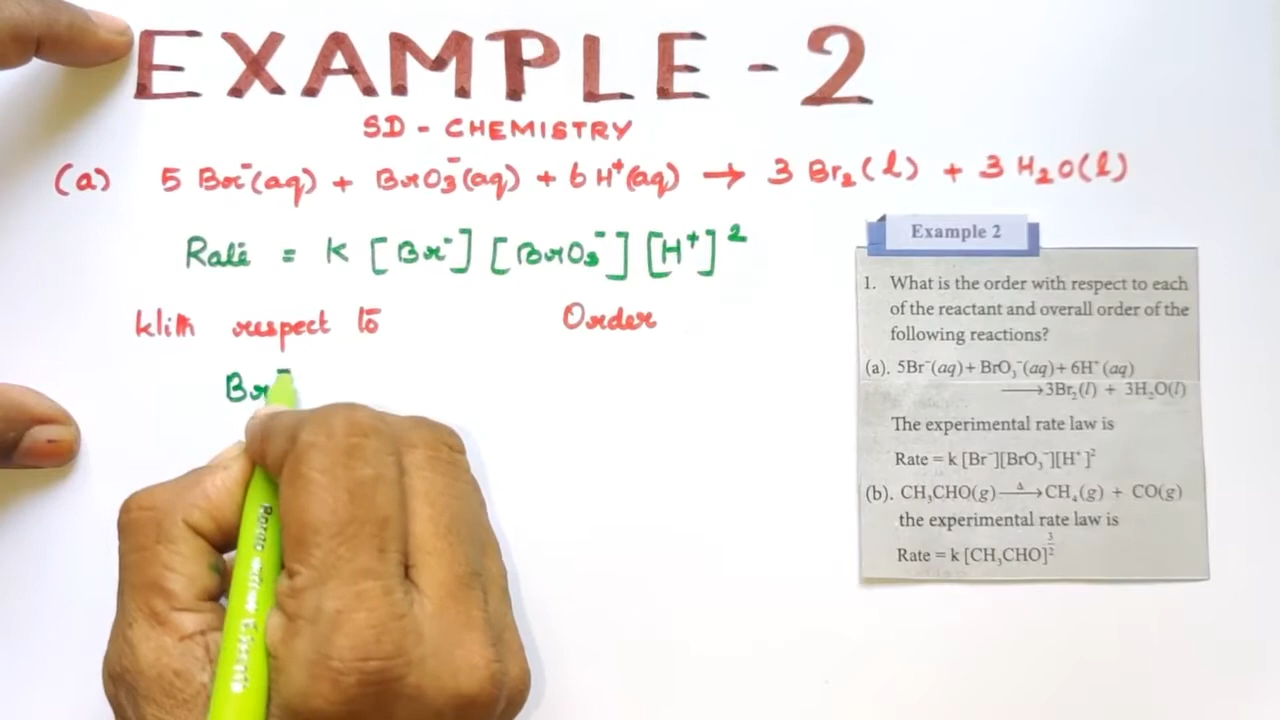 EXAMPLE - 2
SD - CHEMISTRY
(a) 5 Br⁻(aq) + BrO₃⁻(aq) + 6 H⁺(aq) → 3 Br₂(l) + 3 H₂O(l)
Rate = k [Br⁻] [BrO₃⁻] [H⁺]²
With respect to Order
Br⁻
Example 2
1. What is the order with respect to each
of the reactant and overall order of the
following reactions?
(a). 5Br⁻(aq) + BrO₃⁻(aq) + 6H⁺(aq)
⟶3Br₂(l) + 3H₂O(l)
The experimental rate law is
Rate = k [Br⁻][BrO₃⁻][H⁺]²
(b). CH₃CHO(g) —Δ→ CH₄(g) + CO(g)
the experimental rate law is
Rate = k [CH₃CHO]^(3/2)